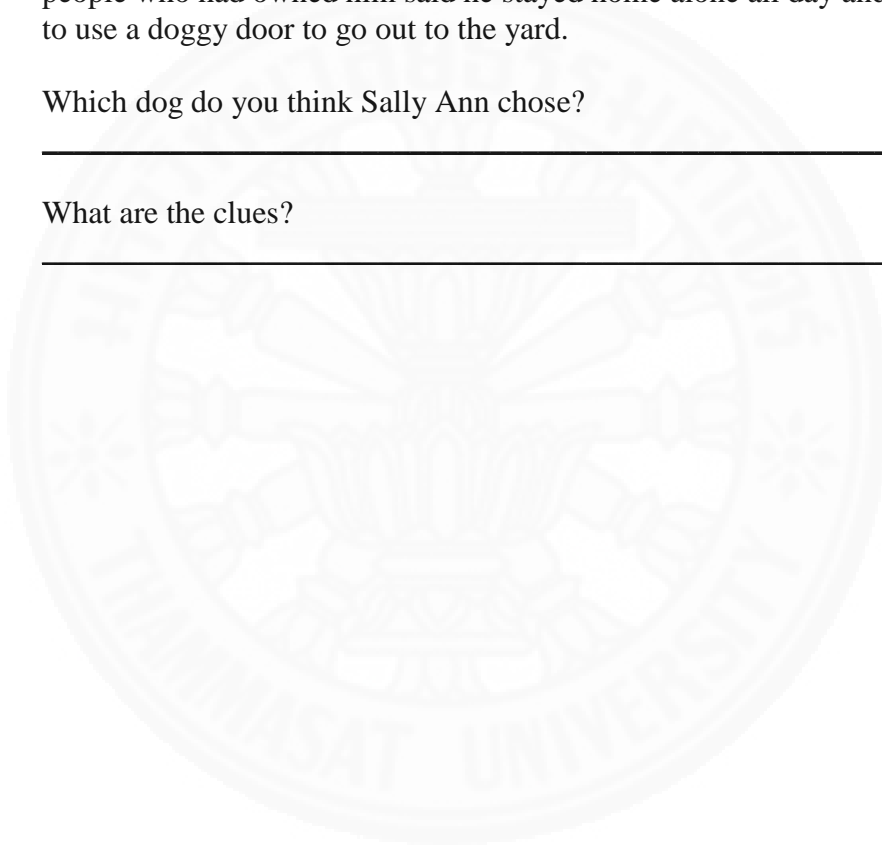 people who had owned him said he stayed home alone all day and
to use a doggy door to go out to the yard.
Which dog do you think Sally Ann chose?
What are the clues?
THAMMASAT UNIVERSITY